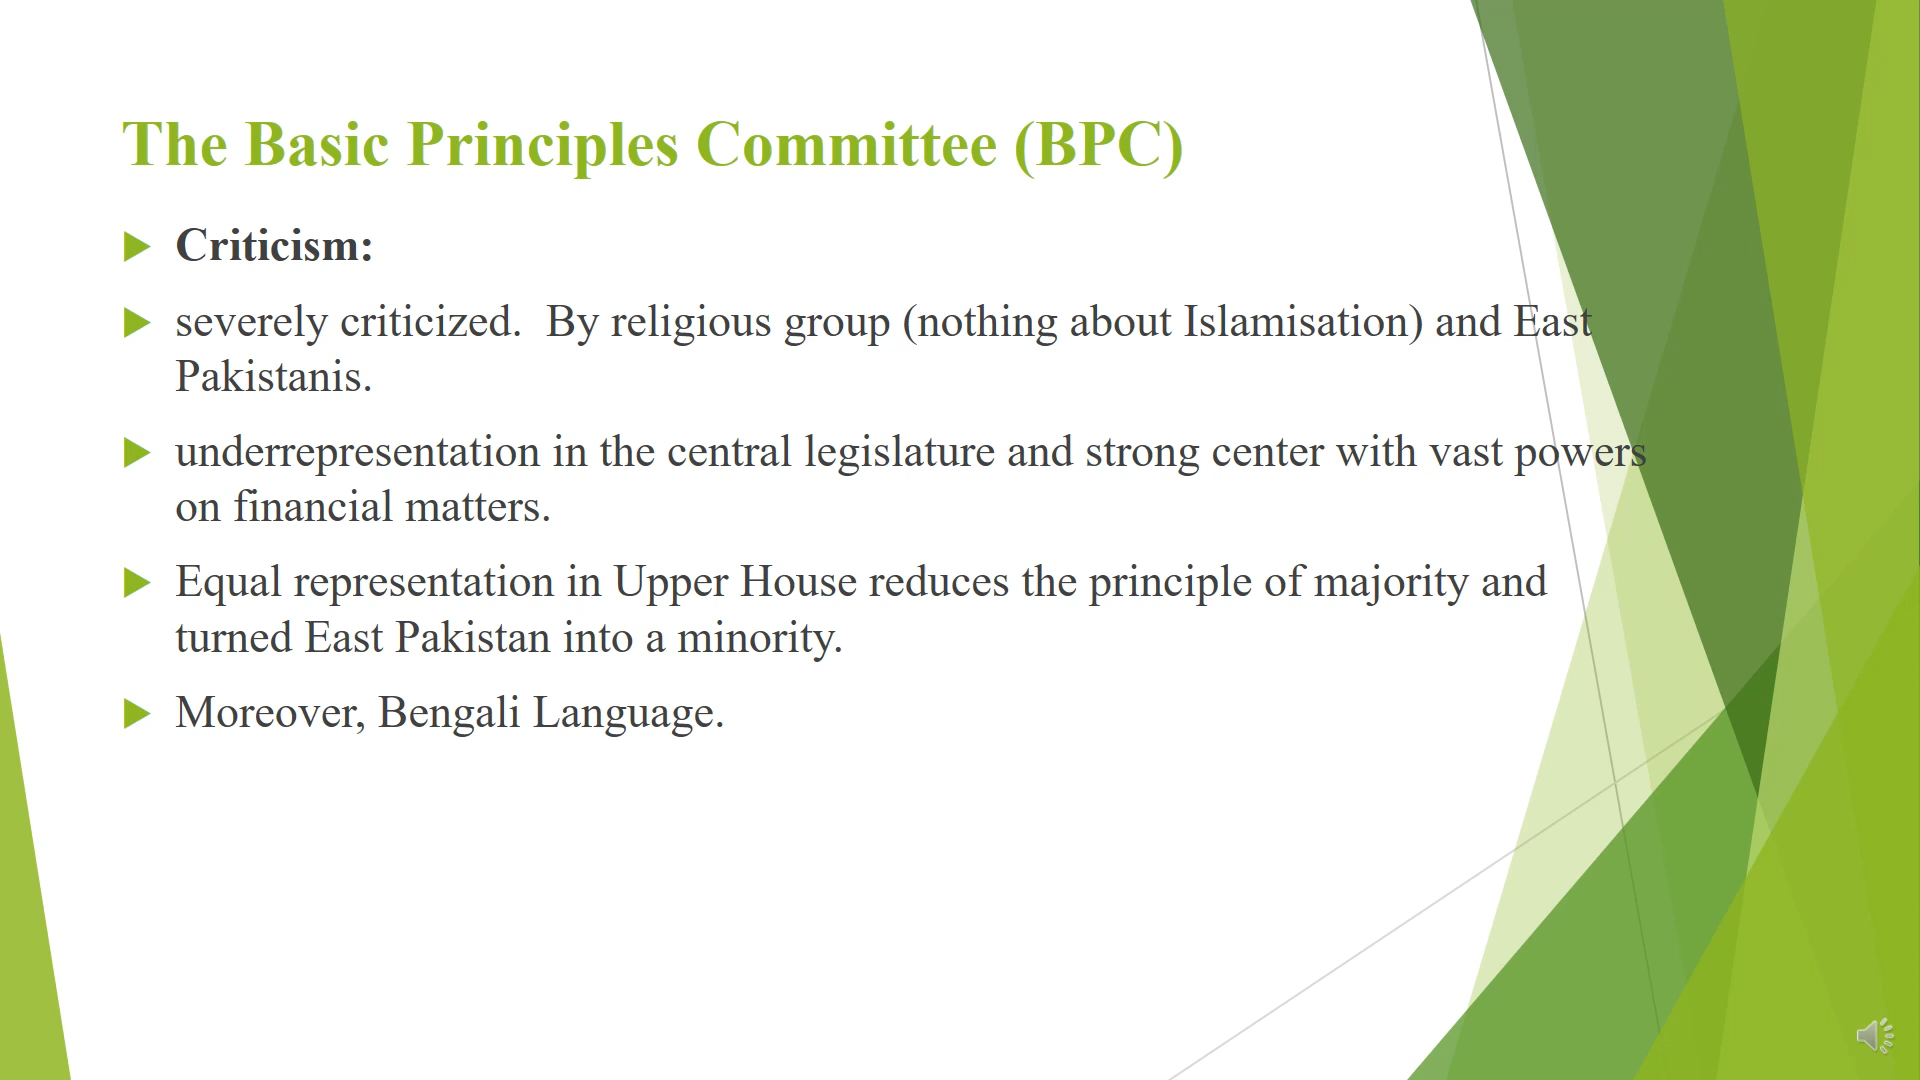 The Basic Principles Committee (BPC)
Criticism:
severely criticized.  By religious group (nothing about Islamisation) and East
Pakistanis.
underrepresentation in the central legislature and strong center with vast powers
on financial matters.
Equal representation in Upper House reduces the principle of majority and
turned East Pakistan into a minority.
Moreover, Bengali Language.